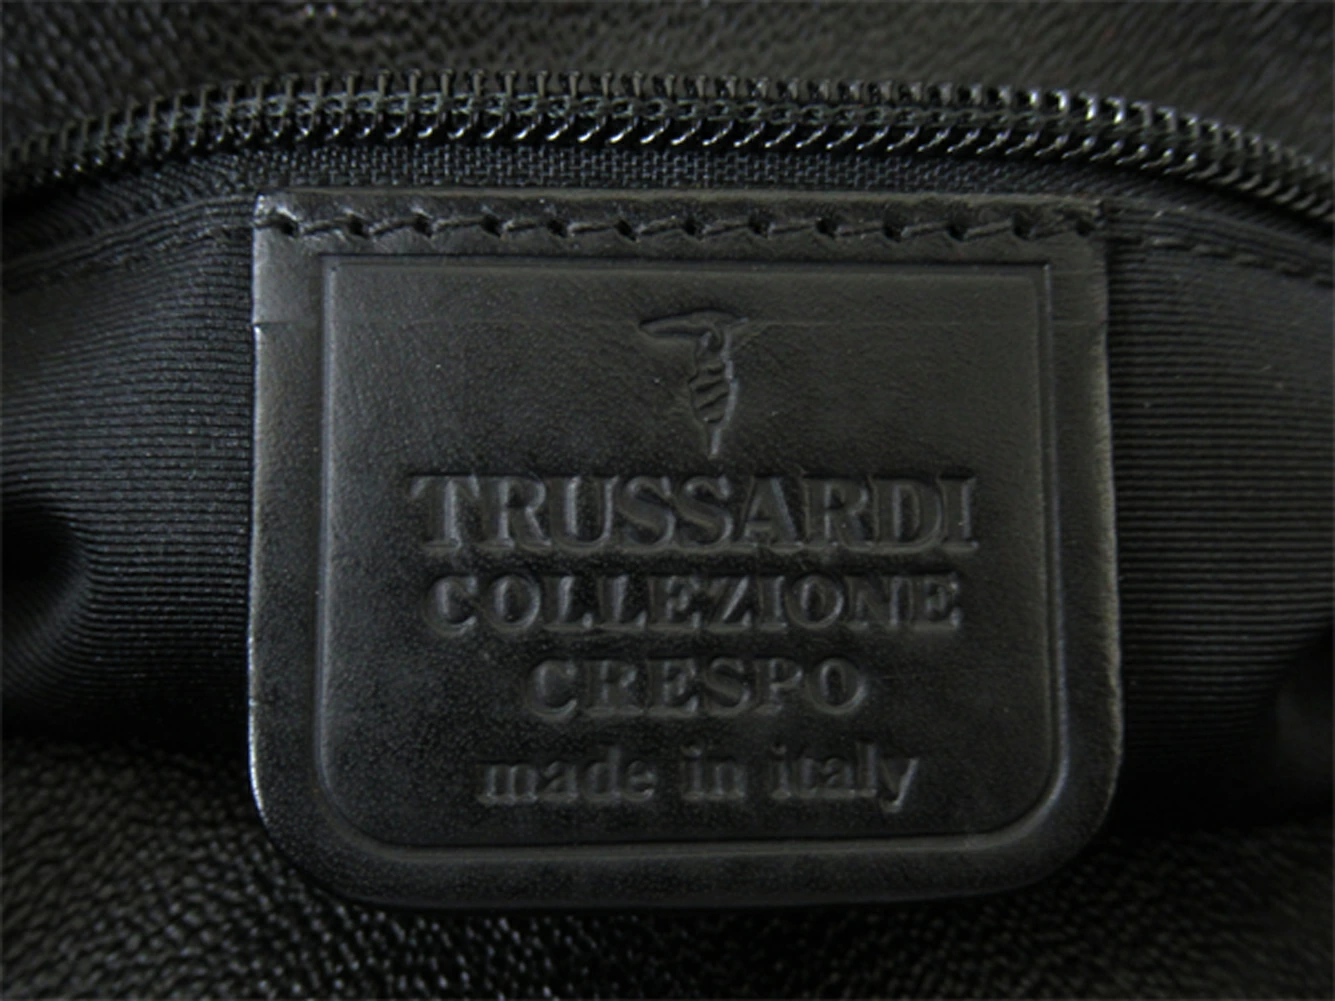 TRUSSARDI
COLLEZIONE
CRESPO
made in italy